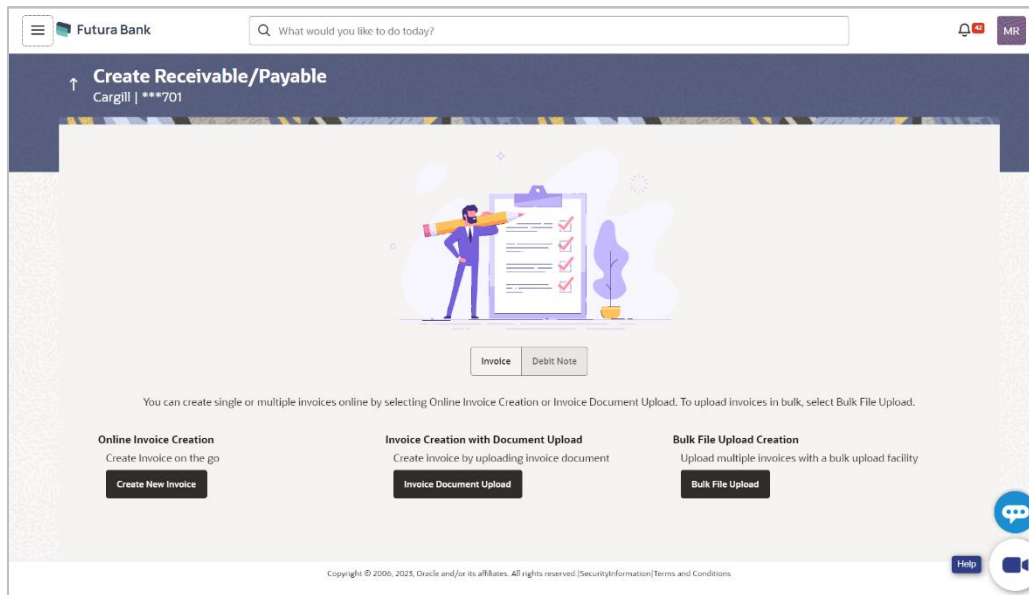 Futura Bank
What would you like to do today?
42
MR
Create Receivable/Payable
Cargill | ***701
Invoice
Debit Note
You can create single or multiple invoices online by selecting Online Invoice Creation or Invoice Document Upload. To upload invoices in bulk, select Bulk File Upload.
Online Invoice Creation
Create Invoice on the go
Create New Invoice
Invoice Creation with Document Upload
Create invoice by uploading invoice document
Invoice Document Upload
Bulk File Upload Creation
Upload multiple invoices with a bulk upload facility
Bulk File Upload
Help
Copyright © 2006, 2023, Oracle and/or its affiliates. All rights reserved.|SecurityInformation|Terms and Conditions